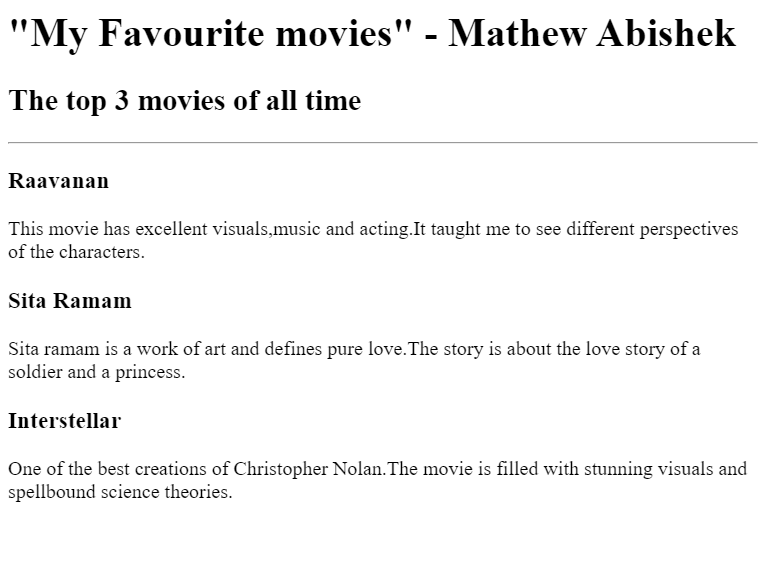 "My Favourite movies" - Mathew Abishek
The top 3 movies of all time
Raavanan
This movie has excellent visuals,music and acting.It taught me to see different perspectives
of the characters.
Sita Ramam
Sita ramam is a work of art and defines pure love.The story is about the love story of a
soldier and a princess.
Interstellar
One of the best creations of Christopher Nolan.The movie is filled with stunning visuals and
spellbound science theories.